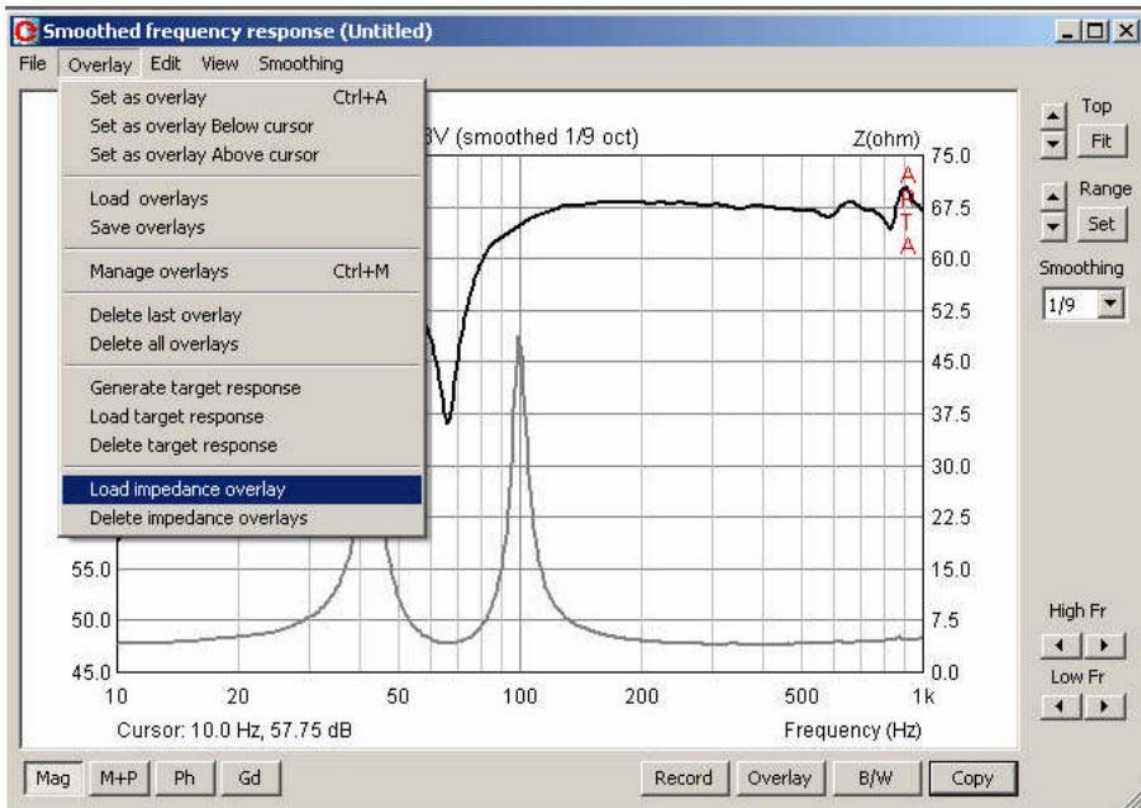 Smoothed frequency response (Untitled)
File Overlay Edit View Smoothing
Set as overlay Ctrl+A
Set as overlay Below cursor
Set as overlay Above cursor
Load overlays
Save overlays
Manage overlays Ctrl+M
Delete last overlay
Delete all overlays
Generate target response
Load target response
Delete target response
Load impedance overlay
Delete impedance overlays
V (smoothed 1/9 oct)
Z(ohm)
75.0
67.5
60.0
52.5
45.0
37.5
30.0
22.5
15.0
7.5
0.0
A
R
T
A
55.0
50.0
45.0
10 20 50 100 200 500 1k
Cursor: 10.0 Hz, 57.75 dB
Frequency (Hz)
Top
Fit
Range
Set
Smoothing
1/9
High Fr
Low Fr
Mag M+P Ph Gd
Record Overlay B/W Copy